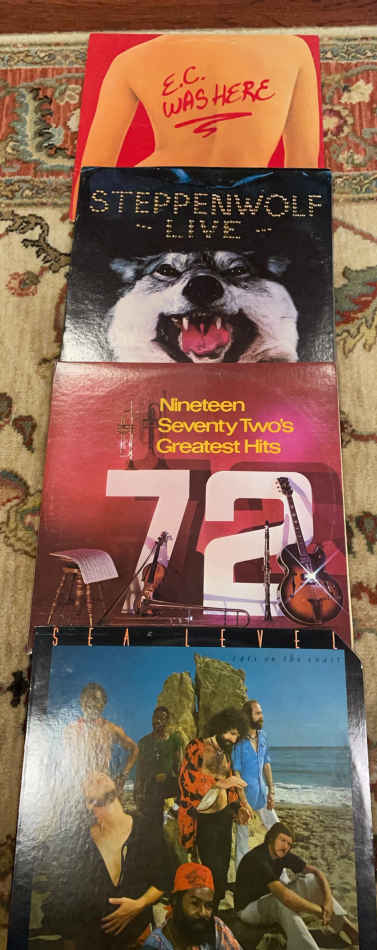 E.C.
WAS HERE
STEPPENWOLF
LIVE
Nineteen
Seventy Two's
Greatest Hits
72
SEA LEVEL
cats on the coast